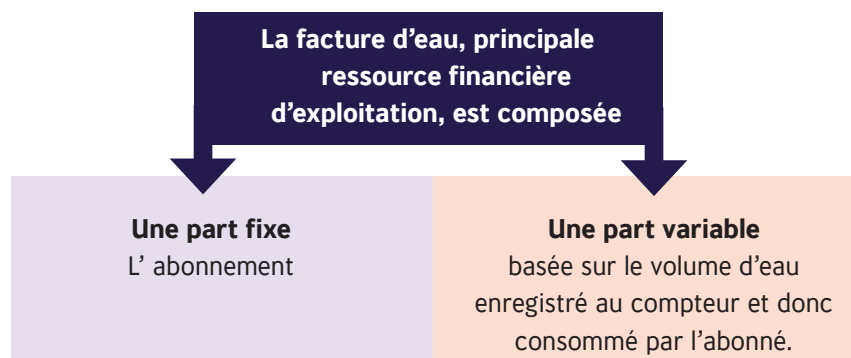 La facture d’eau, principale
ressource financière
d’exploitation, est composée
Une part fixe
L’ abonnement
Une part variable
basée sur le volume d’eau
enregistré au compteur et donc
consommé par l’abonné.